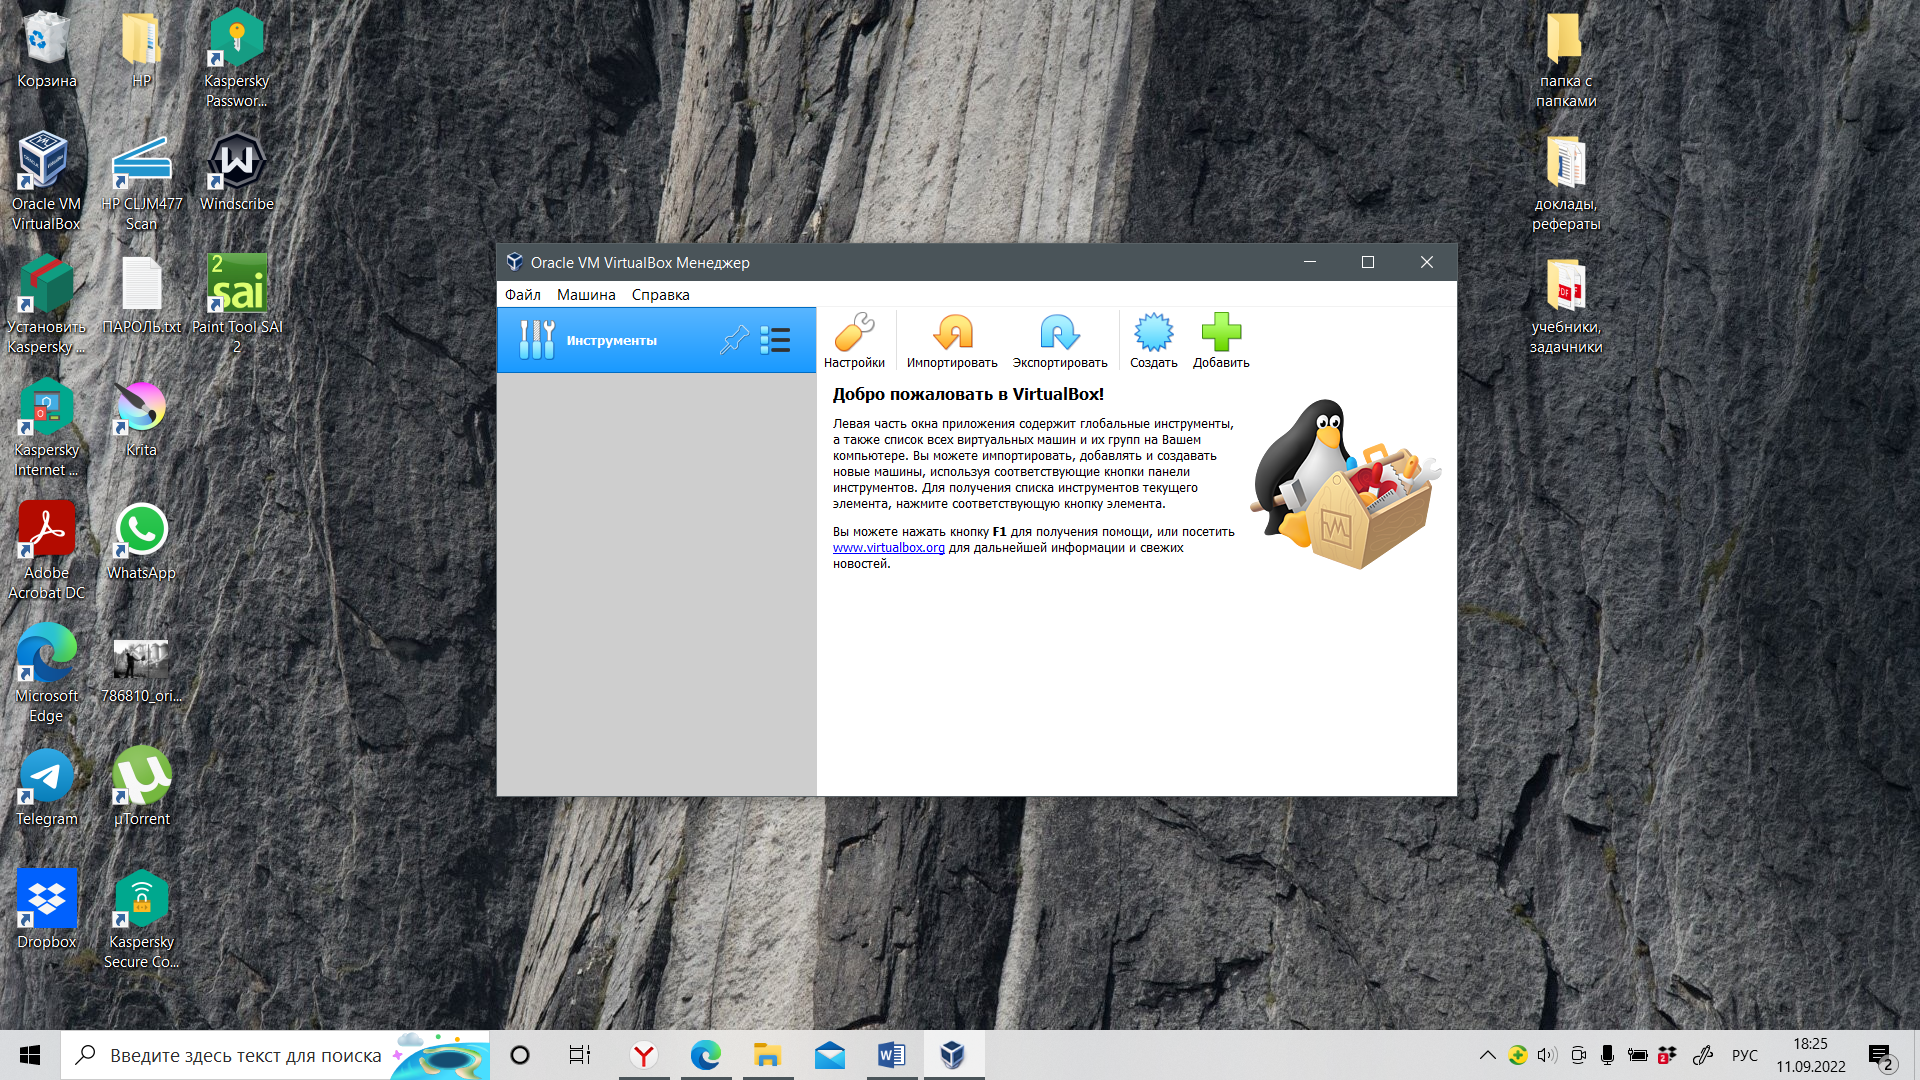 Корзина
HP
Kaspersky
Passwor...
Oracle VM
VirtualBox
HP CLJM477
Scan
Windscribe
Установить
Kaspersky ...
ПАРОЛЬ.txt
2
sai
Paint Tool SAI
2
Kaspersky
Internet ...
Krita
Adobe
Acrobat DC
WhatsApp
Microsoft
Edge
786810_ori...
Telegram
µTorrent
Dropbox
Kaspersky
Secure Co...
папка с
папками
доклады,
рефераты
PDF
учебники,
задачники
Oracle VM VirtualBox Менеджер
Файл Машина Справка
Инструменты
Настройки Импортировать Экспортировать Создать Добавить
Добро пожаловать в VirtualBox!
Левая часть окна приложения содержит глобальные инструменты,
а также список всех виртуальных машин и их групп на Вашем
компьютере. Вы можете импортировать, добавлять и создавать
новые машины, используя соответствующие кнопки панели
инструментов. Для получения списка инструментов текущего
элемента, нажмите соответствующую кнопку элемента.
Вы можете нажать кнопку F1 для получения помощи, или посетить
www.virtualbox.org для дальнейшей информации и свежих
новостей.
Введите здесь текст для поиска
РУС
18:25
11.09.2022
2